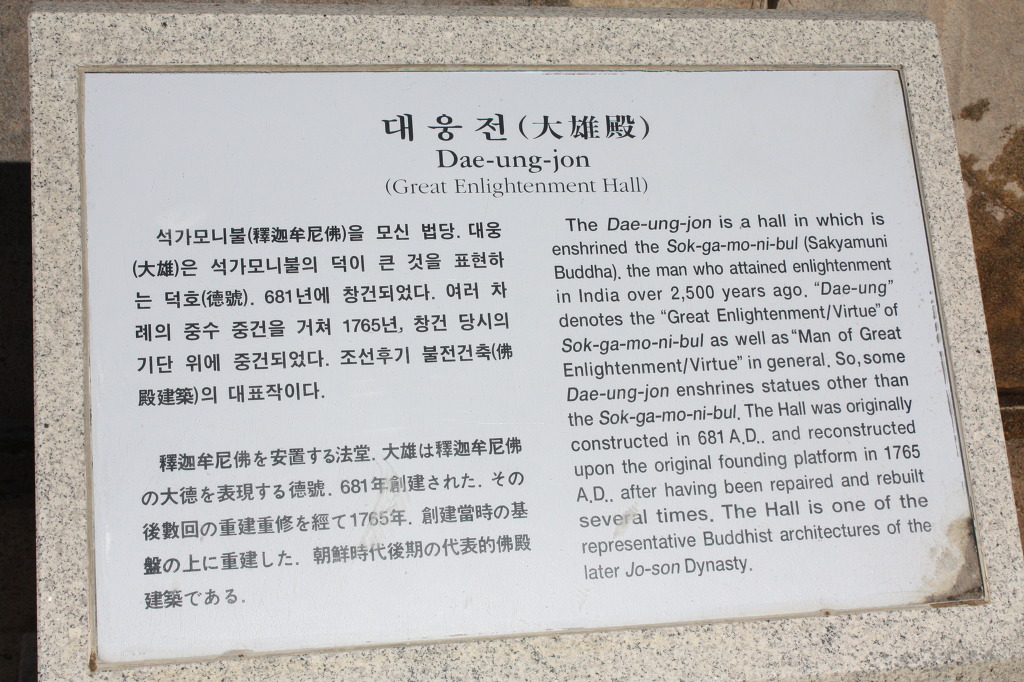 대웅전(大雄殿)
Dae-ung-jon
(Great Enlightenment Hall)
석가모니불(釋迦牟尼佛)을 모신 법당. 대웅
(大雄)은 석가모니불의 덕이 큰 것을 표현하
는 덕호(德號). 681년에 창건되었다. 여러 차
례의 중수 중건을 거쳐 1765년, 창건 당시의
기단 위에 중건되었다. 조선후기 불전건축(佛
殿建築)의 대표작이다.
釋迦牟尼佛を安置する法堂. 大雄は釋迦牟尼佛
の大德を表現する德號. 681年創建された. その
後數回の重建重修を經て1765年. 創建當時の基
盤の上に重建した. 朝鮮時代後期の代表的佛殿
建築である.
The Dae-ung-jon is a hall in which is
enshrined the Sok-ga-mo-ni-bul (Sakyamuni
Buddha), the man who attained enlightenment
in India over 2,500 years ago. “Dae-ung”
denotes the “Great Enlightenment/Virtue” of
Sok-ga-mo-ni-bul as well as “Man of Great
Enlightenment/Virtue” in general. So, some
Dae-ung-jon enshrines statues other than
the Sok-ga-mo-ni-bul. The Hall was originally
constructed in 681 A.D., and reconstructed
upon the original founding platform in 1765
A.D., after having been repaired and rebuilt
several times. The Hall is one of the
representative Buddhist architectures of the
later Jo-son Dynasty.